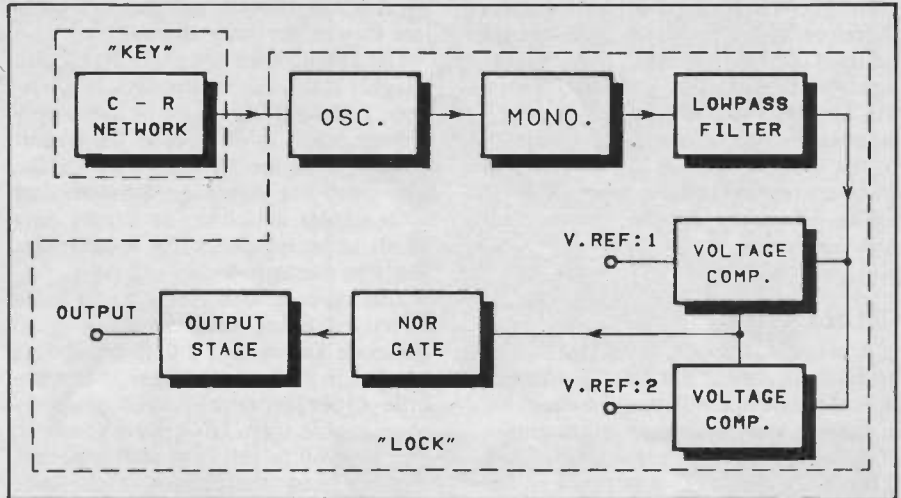 "KEY"
C - R
NETWORK
OSC.
MONO.
LOWPASS
FILTER
V.REF:1
VOLTAGE
COMP.
OUTPUT
OUTPUT
STAGE
NOR
GATE
V.REF:2
VOLTAGE
COMP.
"LOCK"